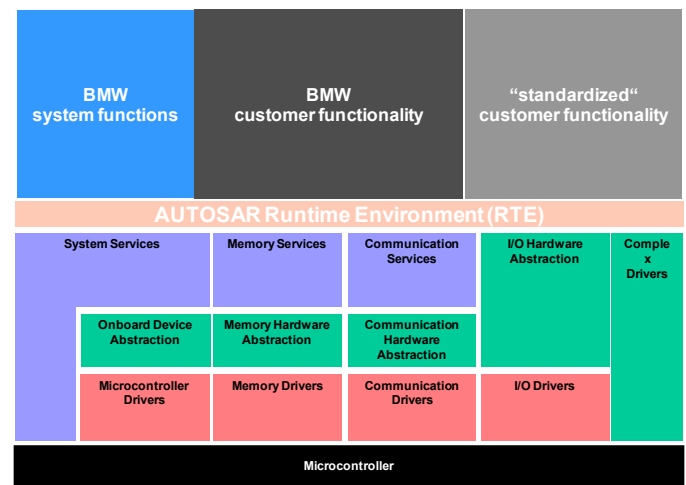 BMW
system functions
BMW
customer functionality
“standardized“
customer functionality
AUTOSAR Runtime Environment (RTE)
System Services
Memory Services
Communication
Services
I/O Hardware
Abstraction
Comple
x
Drivers
Onboard Device
Abstraction
Memory Hardware
Abstraction
Communication
Hardware
Abstraction
Microcontroller
Drivers
Memory Drivers
Communication
Drivers
I/O Drivers
Microcontroller